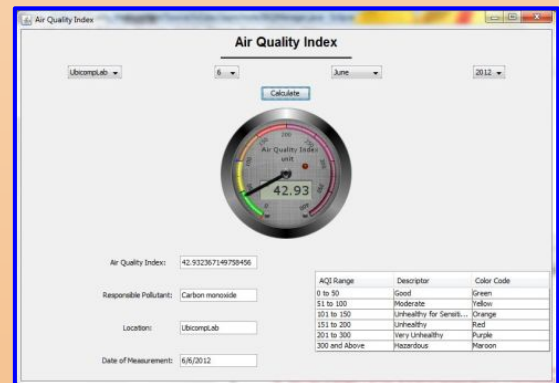 Air Quality Index
Air Quality Index
UbicompLab 6 June 2012
Calculate
Air Quality Index
unit
42.93
Air Quality Index: 42.932367149758456
Responsible Pollutant: Carbon monoxide
Location: UbicompLab
Date of Measurement: 6/6/2012
AQI Range Descriptor Color Code
0 to 50 Good Green
51 to 100 Moderate Yellow
101 to 150 Unhealthy for Sensiti... Orange
151 to 200 Unhealthy Red
201 to 300 Very Unhealthy Purple
300 and Above Hazardous Maroon